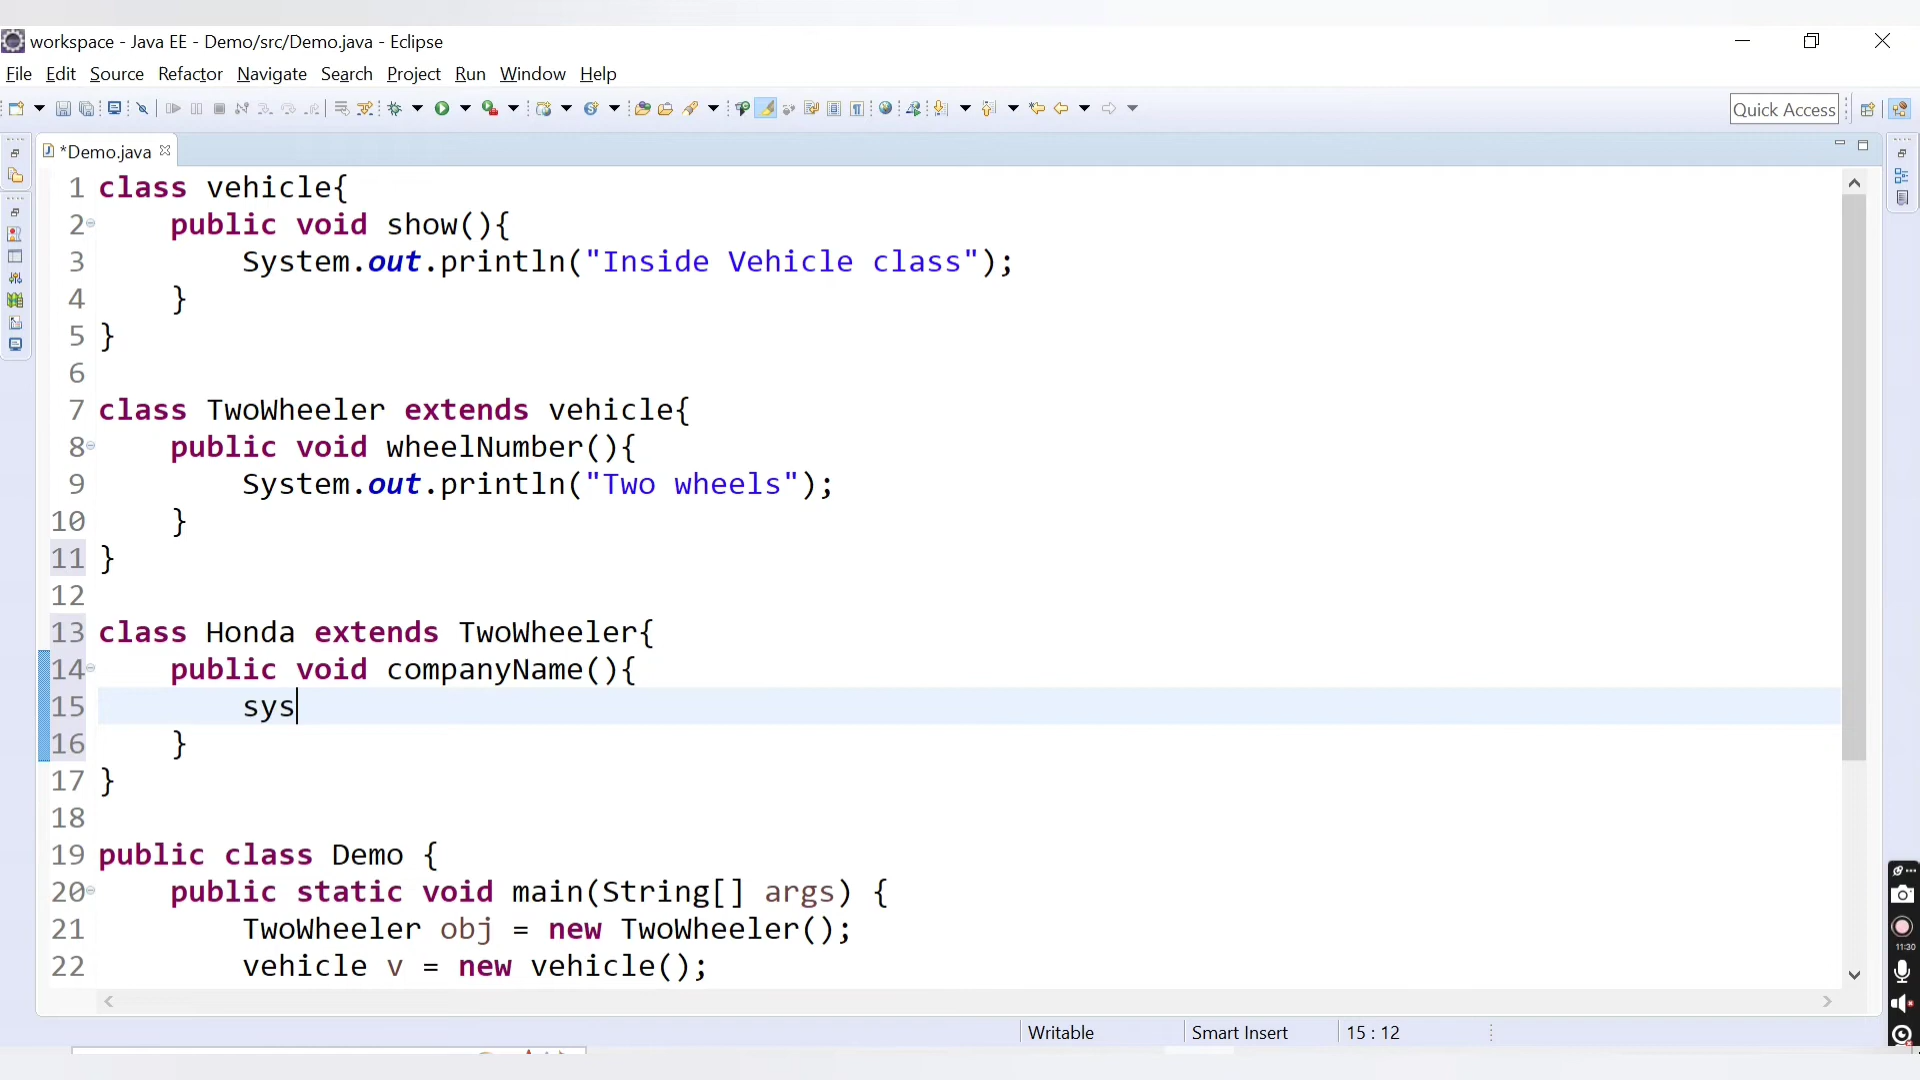 workspace - Java EE - Demo/src/Demo.java - Eclipse
File Edit Source Refactor Navigate Search Project Run Window Help
Quick Access
*Demo.java
1 class vehicle{
2 public void show(){
3 System.out.println("Inside Vehicle class");
4 }
5 }
6
7 class TwoWheeler extends vehicle{
8 public void wheelNumber(){
9 System.out.println("Two wheels");
10 }
11 }
12
13 class Honda extends TwoWheeler{
14 public void companyName(){
15 sys
16 }
17 }
18
19 public class Demo {
20 public static void main(String[] args) {
21 TwoWheeler obj = new TwoWheeler();
22 vehicle v = new vehicle();
11:30
Writable Smart Insert 15 : 12